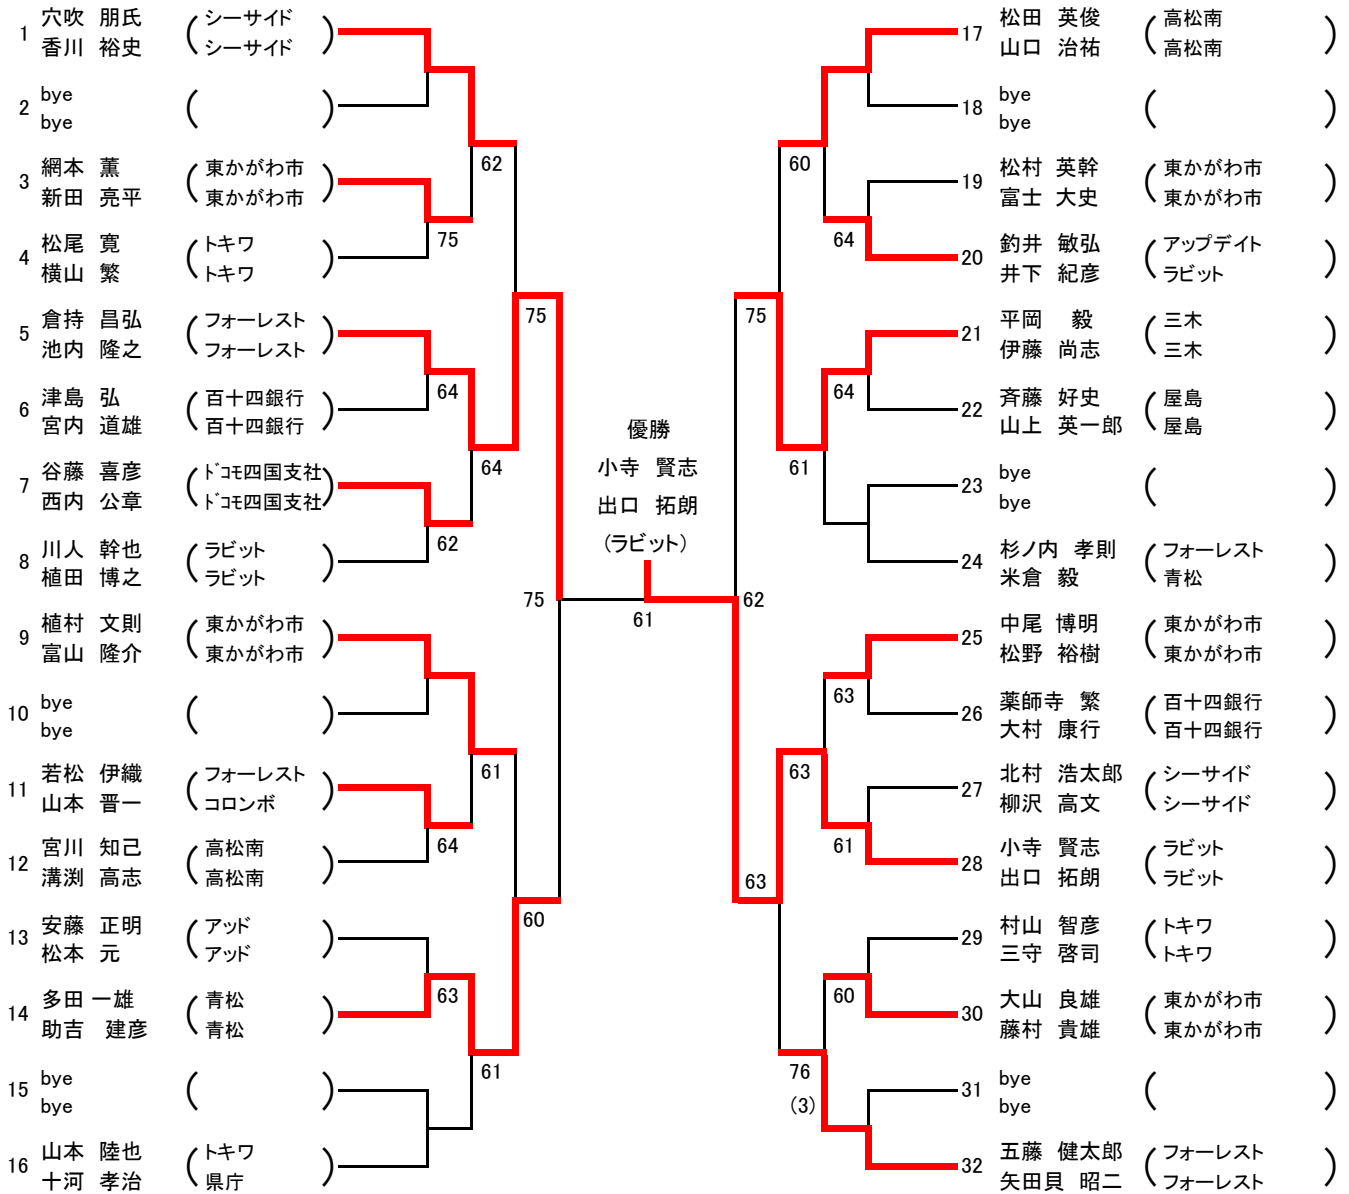 1 穴吹 朋氏 (シーサイド)
香川 裕史 (シーサイド)
2 bye ( )
bye
3 網本 薫 (東かがわ市)
新田 亮平 (東かがわ市)
75
62
4 松尾 寛 (トキワ)
横山 繁 (トキワ)
5 倉持 昌弘 (フォーレスト)
池内 隆之 (フォーレスト)
64
75
6 津島 弘 (百十四銀行)
宮内 道雄 (百十四銀行)
7 谷藤 喜彦 (ドコモ四国支社)
西内 公章 (ドコモ四国支社)
62
64
8 川人 幹也 (ラビット)
植田 博之 (ラビット)
75
9 植村 文則 (東かがわ市)
富山 隆介 (東かがわ市)
10 bye ( )
bye
61
11 若松 伊織 (フォーレスト)
山本 晋一 (コロンボ)
64
12 宮川 知己 (高松南)
溝渕 高志 (高松南)
60
13 安藤 正明 (アッド)
松本 元 (アッド)
63
14 多田 一雄 (青松)
助吉 建彦 (青松)
61
15 bye ( )
bye
16 山本 陸也 (トキワ)
十河 孝治 (県庁)
優勝
小寺 賢志
出口 拓朗
(ラビット)
61
17 松田 英俊 (高松南)
山口 治祐 (高松南)
18 bye ( )
bye
60
19 松村 英幹 (東かがわ市)
富士 大史 (東かがわ市)
64
20 釣井 敏弘 (アップデイト)
井下 紀彦 (ラビット)
75
21 平岡 毅 (三木)
伊藤 尚志 (三木)
64
22 斉藤 好史 (屋島)
山上 英一郎 (屋島)
61
23 bye ( )
bye
24 杉ノ内 孝則 (フォーレスト)
米倉 毅 (青松)
62
25 中尾 博明 (東かがわ市)
松野 裕樹 (東かがわ市)
63
26 薬師寺 繁 (百十四銀行)
大村 康行 (百十四銀行)
63
27 北村 浩太郎 (シーサイド)
柳沢 高文 (シーサイド)
61
28 小寺 賢志 (ラビット)
出口 拓朗 (ラビット)
63
29 村山 智彦 (トキワ)
三守 啓司 (トキワ)
60
30 大山 良雄 (東かがわ市)
藤村 貴雄 (東かがわ市)
76
(3)
31 bye ( )
bye
32 五藤 健太郎 (フォーレスト)
矢田貝 昭二 (フォーレスト)